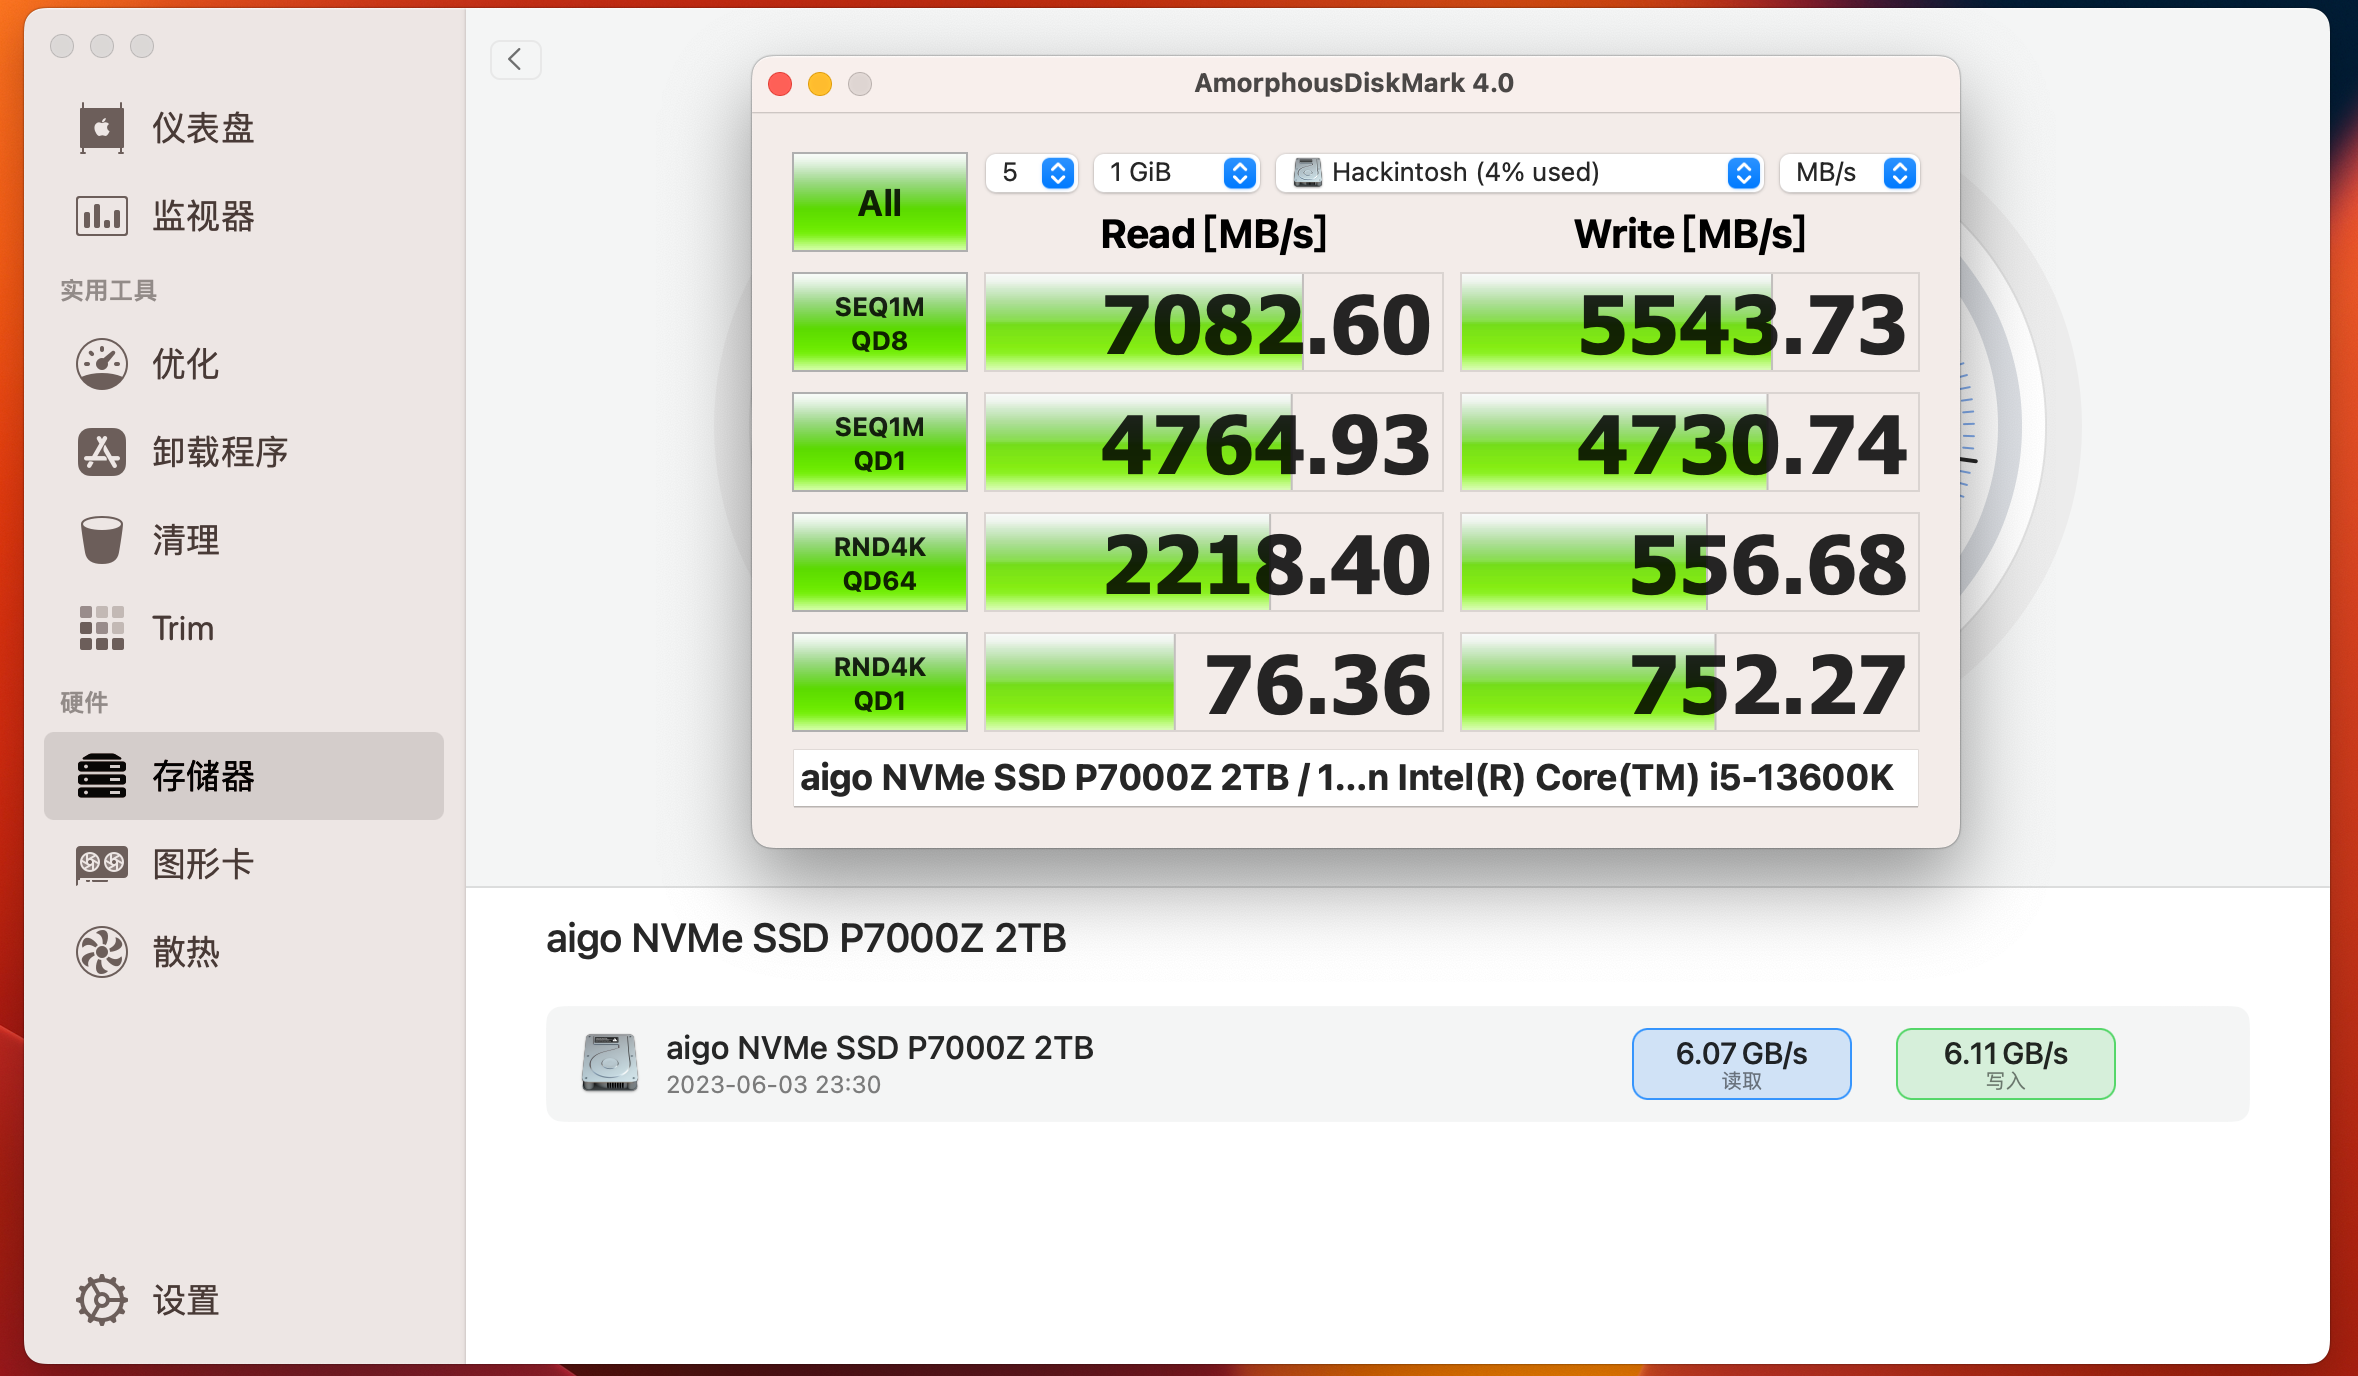 仪表盘
监视器
实用工具
优化
卸载程序
清理
Trim
硬件
存储器
图形卡
散热
设置
AmorphousDiskMark 4.0
All
5
1 GiB
Hackintosh (4% used)
MB/s
Read [MB/s]
Write [MB/s]
SEQ1M
QD8
7082.60
5543.73
SEQ1M
QD1
4764.93
4730.74
RND4K
QD64
2218.40
556.68
RND4K
QD1
76.36
752.27
aigo NVMe SSD P7000Z 2TB / 1...n Intel(R) Core(TM) i5-13600K
aigo NVMe SSD P7000Z 2TB
aigo NVMe SSD P7000Z 2TB
2023-06-03 23:30
6.07 GB/s
读取
6.11 GB/s
写入